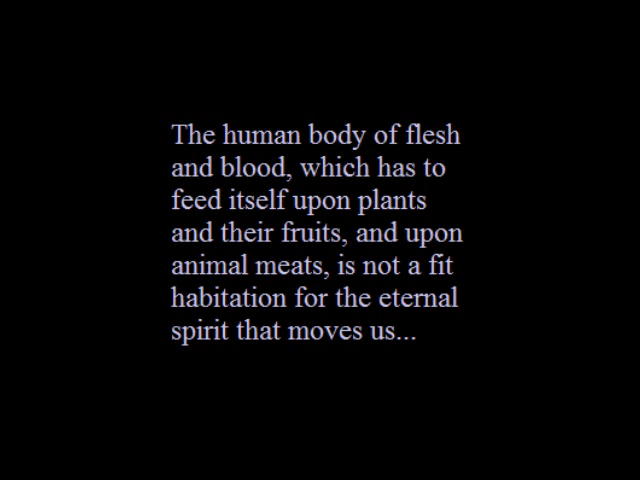 The human body of flesh
and blood, which has to
feed itself upon plants
and their fruits, and upon
animal meats, is not a fit
habitation for the eternal
spirit that moves us...